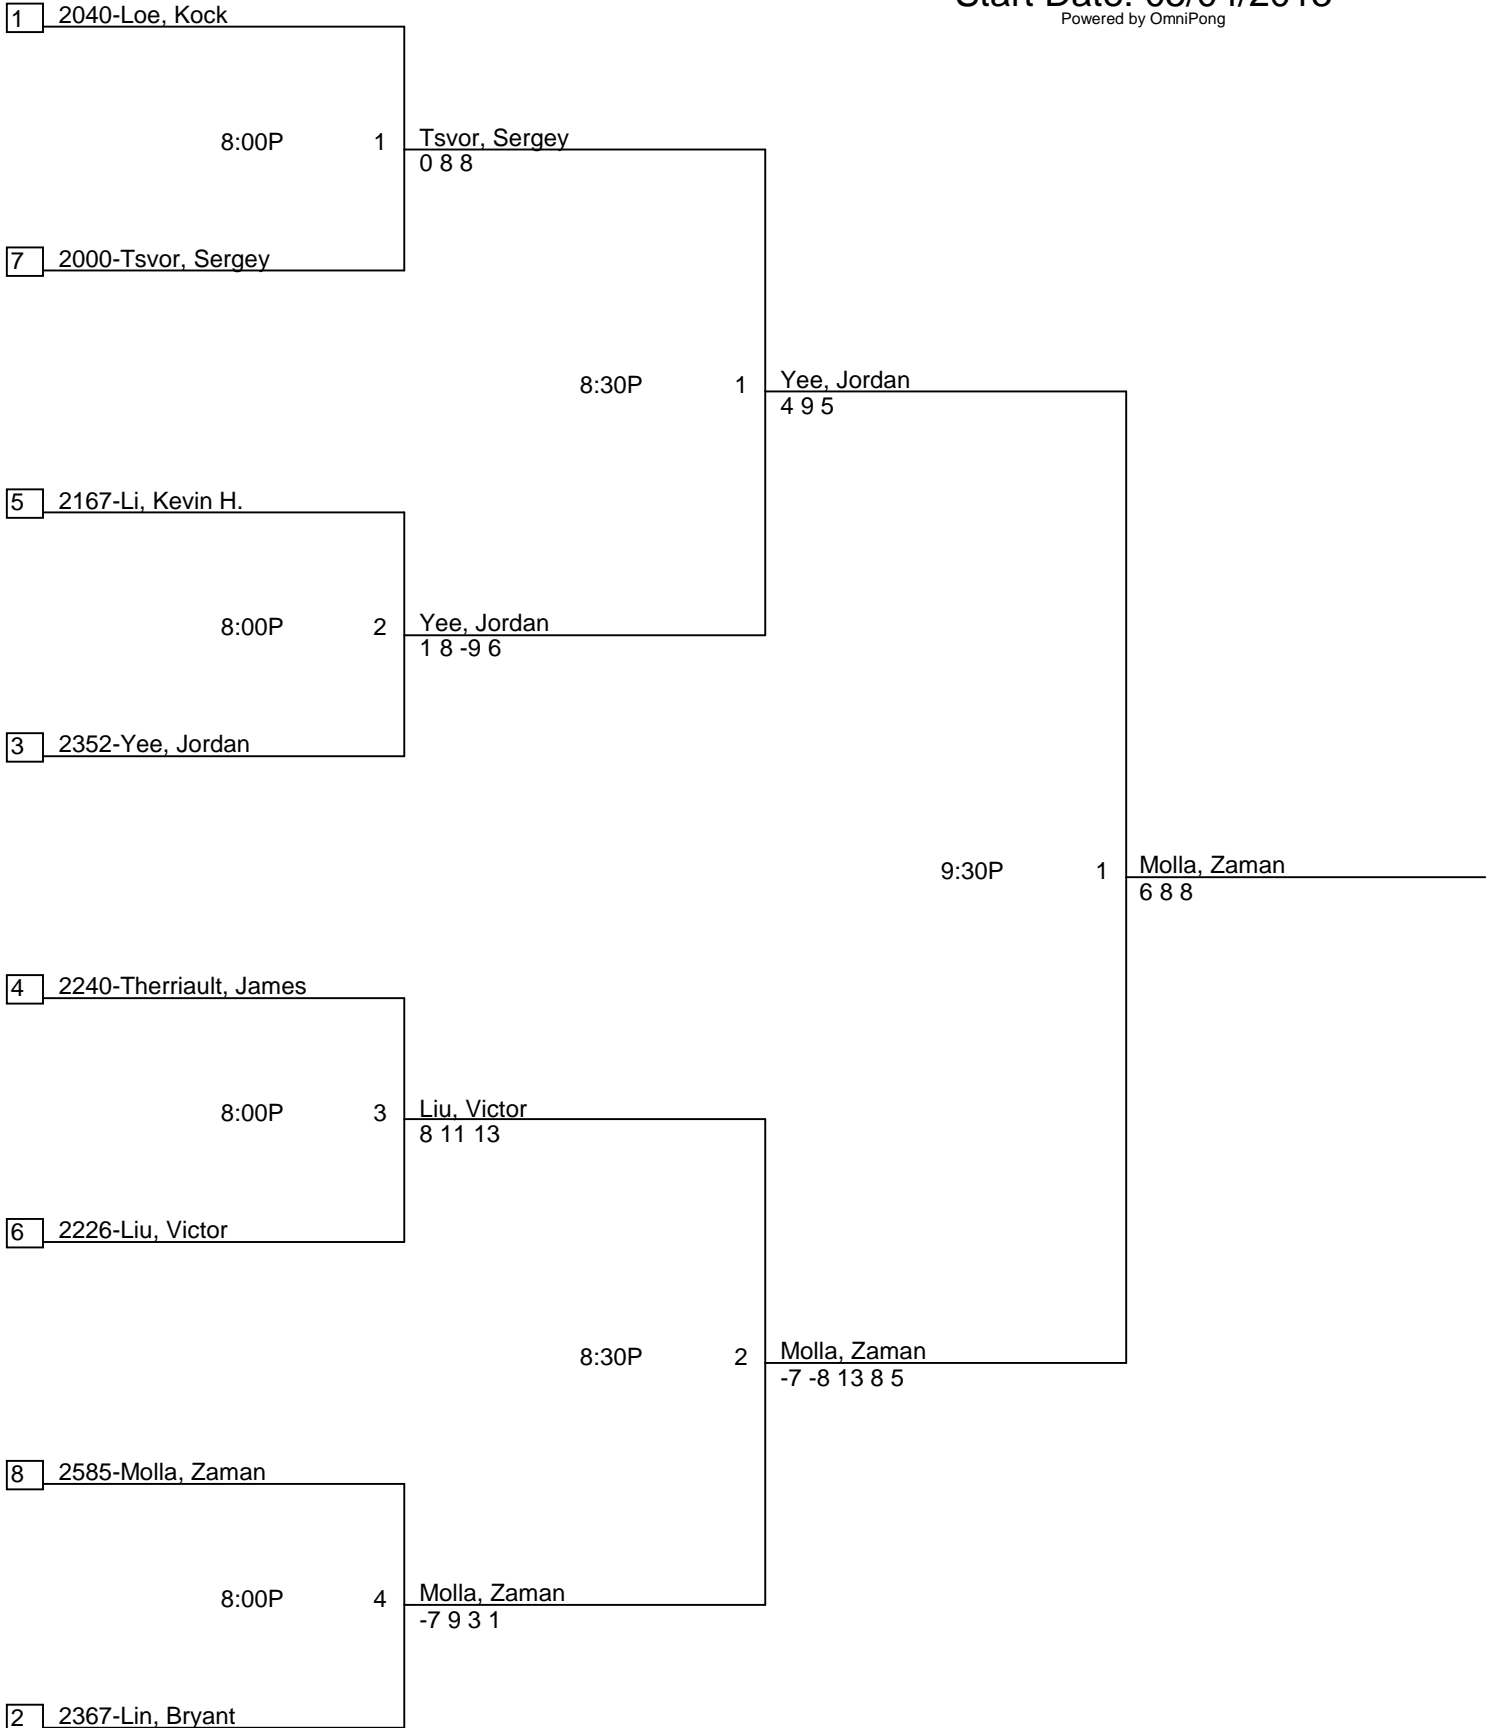 Powered by OmniPong
1 2040-Loe, Kock
8:00P 1 Tsvor, Sergey
0 8 8
7 2000-Tsvor, Sergey
8:30P 1 Yee, Jordan
4 9 5
5 2167-Li, Kevin H.
8:00P 2 Yee, Jordan
1 8 -9 6
3 2352-Yee, Jordan
9:30P 1 Molla, Zaman
6 8 8
4 2240-Therriault, James
8:00P 3 Liu, Victor
8 11 13
6 2226-Liu, Victor
8:30P 2 Molla, Zaman
-7 -8 13 8 5
8 2585-Molla, Zaman
8:00P 4 Molla, Zaman
-7 9 3 1
2 2367-Lin, Bryant